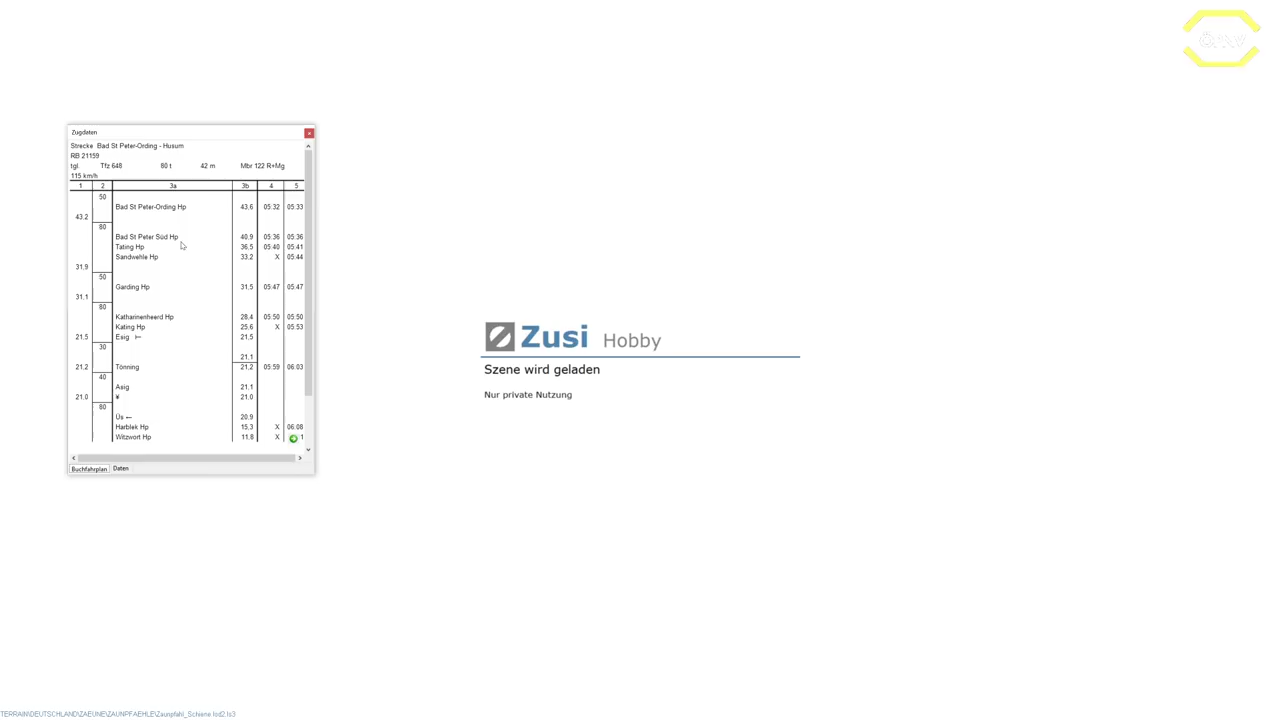 ÖTRV
Zugdaten
Strecke Bad St Peter-Ording - Husum
RB 21159
tgl. Tfz 648 80 t 42 m Mbr 122 R+Mg
115 km/h
1 2 3a 3b 4 5
50
Bad St Peter-Ording Hp 43,6 05:32 05:33
43,2
80
Bad St Peter Süd Hp 40,9 05:36 05:36
Tating Hp 36,5 05:40 05:41
Sandwehle Hp 33,2 X 05:44
31,9
50
Garding Hp 31,5 05:47 05:47
31,1
80
Katharinenheerd Hp 28,4 05:50 05:50
Kating Hp 25,6 X 05:53
21,5 Esig 21,5
30
21,1
21,2 Tönning 21,2 05:59 06:03
40
Asig 21,1
21,0 ¥ 21,0
80
Üs 20,9
Harblek Hp 15,3 X 06:08
Witzwort Hp 11,8 X 1
Buchfahrplan Daten
Zusi Hobby
Szene wird geladen
Nur private Nutzung
TERRAIN\DEUTSCHLAND\ZAEUNE\ZAUNPFAEHLE\Zaunpfahl_Schiene.lod2.ls3